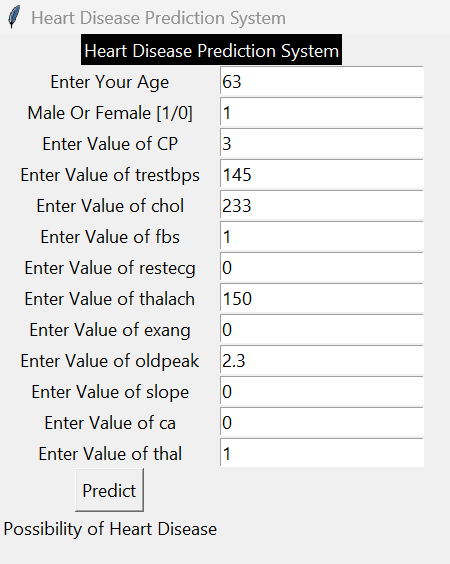 Heart Disease Prediction System
Heart Disease Prediction System
Enter Your Age 63
Male Or Female [1/0] 1
Enter Value of CP 3
Enter Value of trestbps 145
Enter Value of chol 233
Enter Value of fbs 1
Enter Value of restecg 0
Enter Value of thalach 150
Enter Value of exang 0
Enter Value of oldpeak 2.3
Enter Value of slope 0
Enter Value of ca 0
Enter Value of thal 1
Predict
Possibility of Heart Disease